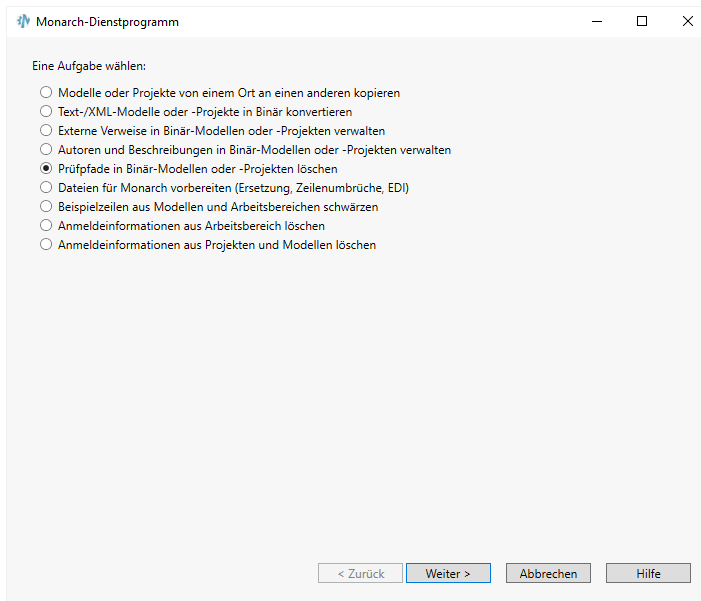 Monarch-Dienstprogramm
Eine Aufgabe wählen:
Modelle oder Projekte von einem Ort an einen anderen kopieren
Text-/XML-Modelle oder -Projekte in Binär konvertieren
Externe Verweise in Binär-Modellen oder -Projekten verwalten
Autoren und Beschreibungen in Binär-Modellen oder -Projekten verwalten
Prüfpfade in Binär-Modellen oder -Projekten löschen
Dateien für Monarch vorbereiten (Ersetzung, Zeilenumbrüche, EDI)
Beispielzeilen aus Modellen und Arbeitsbereichen schwärzen
Anmeldeinformationen aus Arbeitsbereich löschen
Anmeldeinformationen aus Projekten und Modellen löschen
< Zurück Weiter > Abbrechen Hilfe